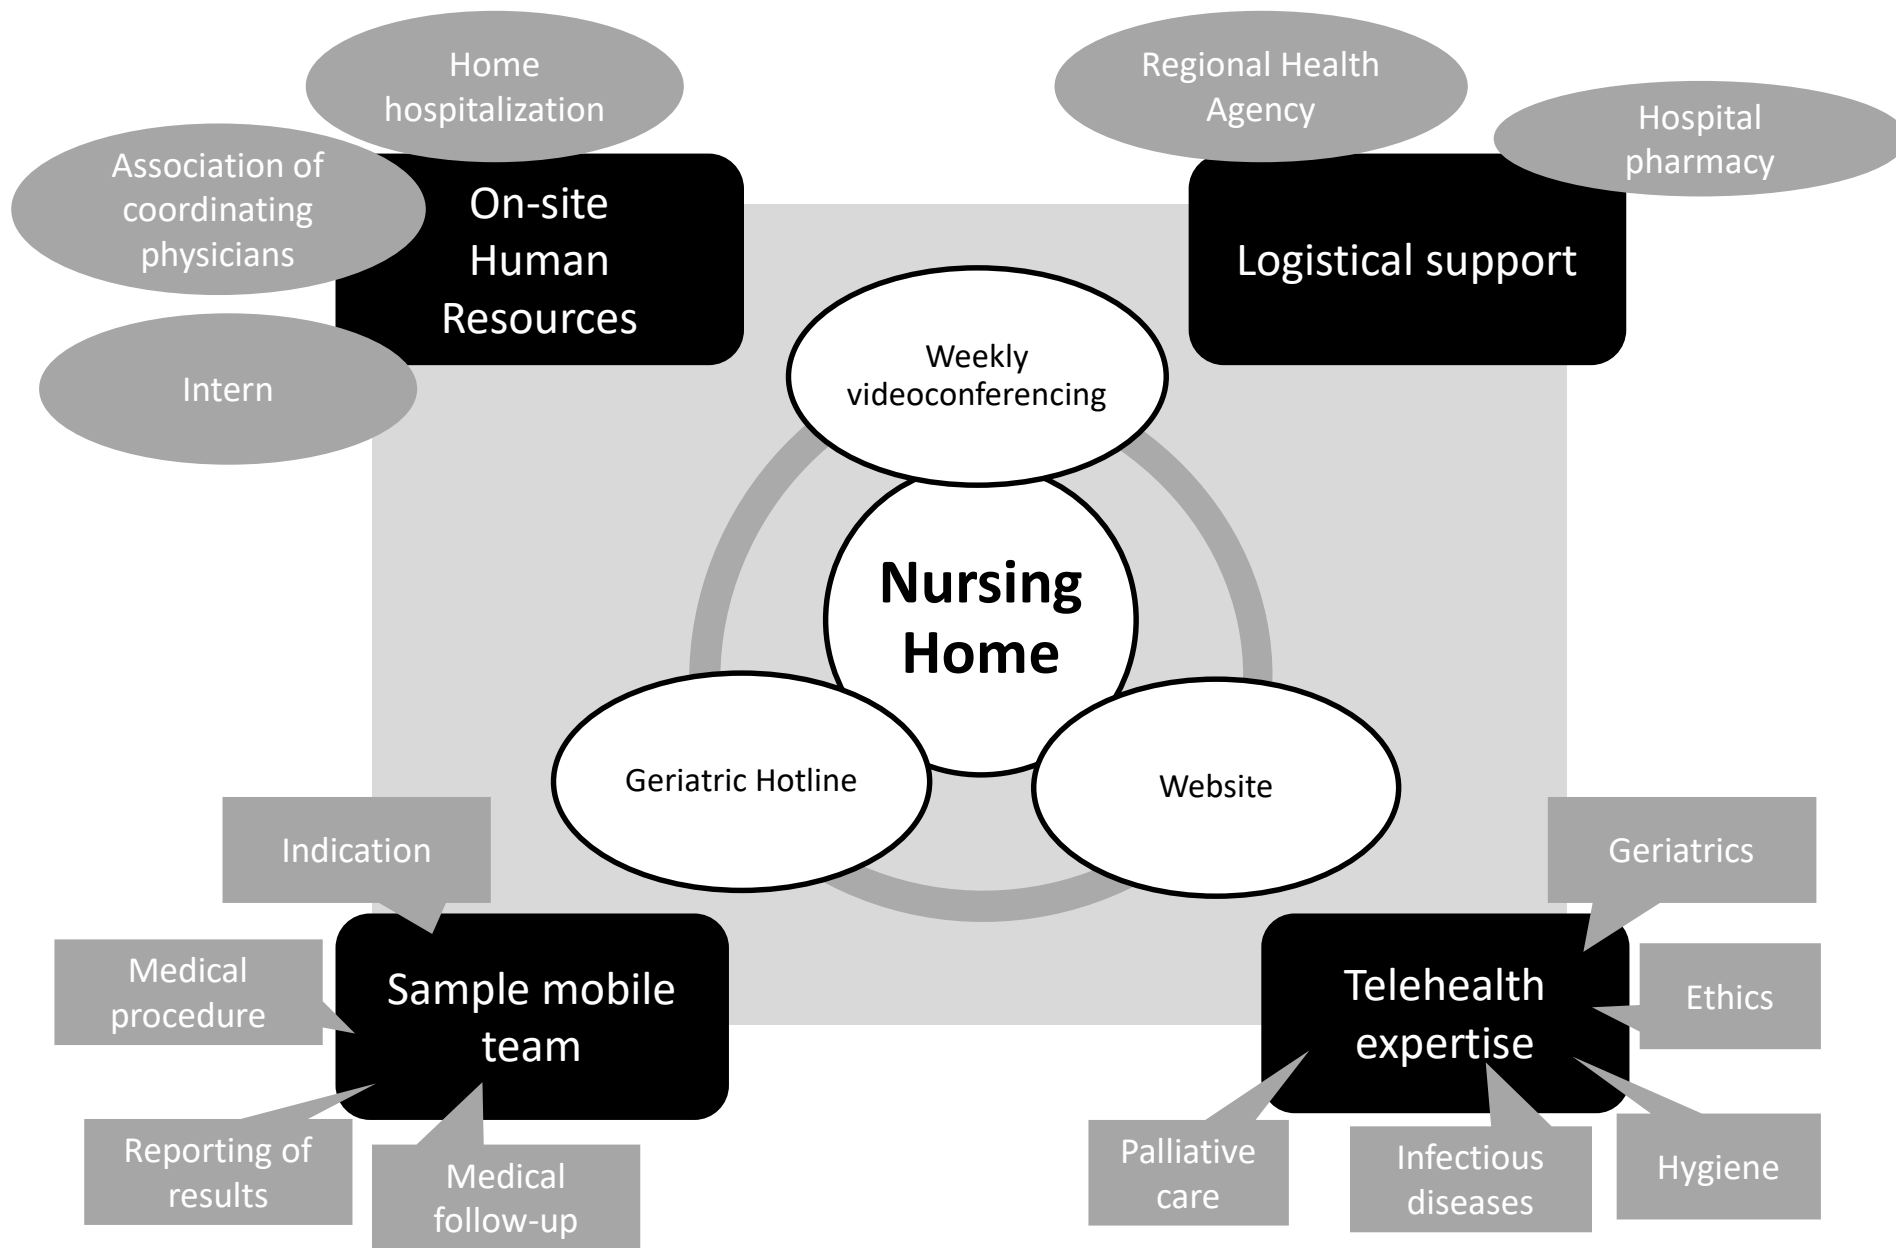 Home
hospitalization
Association of
coordinating
physicians
Intern
On-site
Human
Resources
Regional Health
Agency
Hospital
pharmacy
Logistical support
Weekly
videoconferencing
Nursing
Home
Geriatric Hotline
Website
Indication
Medical
procedure
Sample mobile
team
Reporting of
results
Medical
follow-up
Geriatrics
Telehealth
expertise
Ethics
Palliative
care
Infectious
diseases
Hygiene